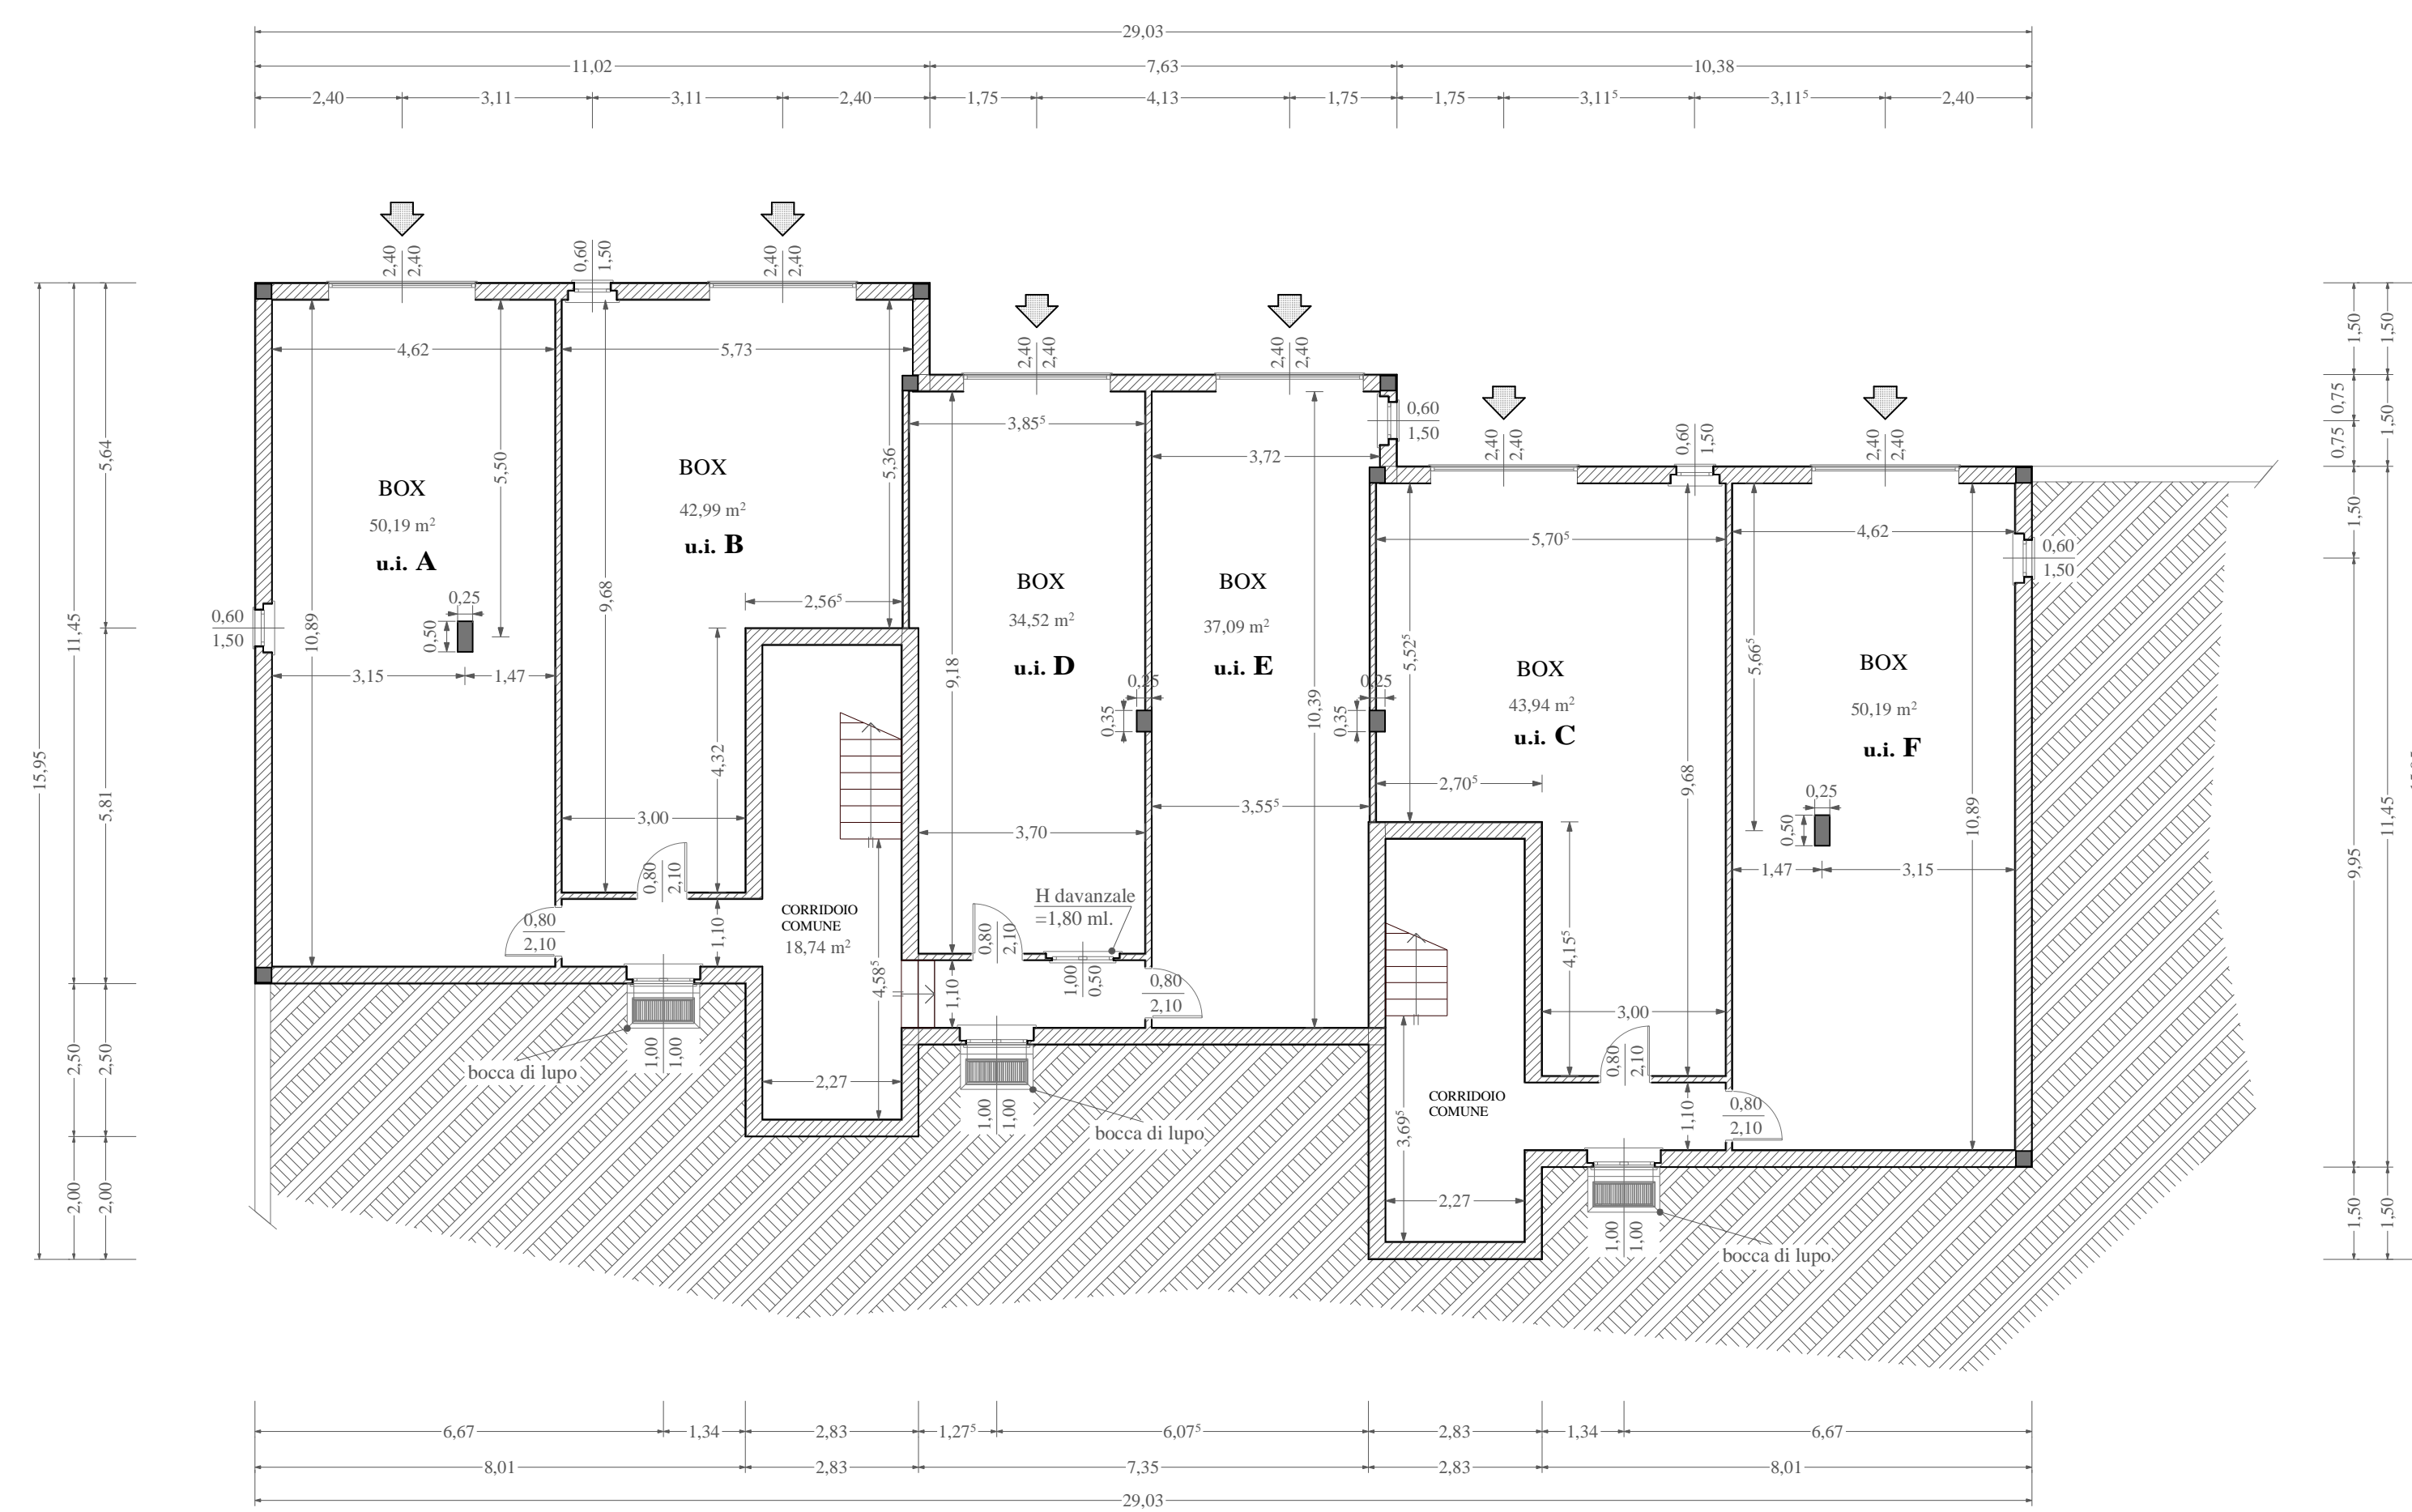 29,03
11,02 7,63 10,38
2,40 3,11 3,11 2,40 1,75 4,13 1,75 1,75 3,11⁵ 3,11⁵ 2,40
2,40 2,40
0,60 1,50
2,40 2,40
2,40 2,40
2,40 2,40
0,60
1,50
2,40 2,40
0,60 1,50
2,40 2,40
15,95
11,45
5,64
5,81
2,50 2,50
2,00 2,00
1,50 1,50
0,75
0,75
1,50
1,50
9,95
11,45
1,50 1,50
4,62
5,50
10,89
BOX
50,19 m²
u.i. A
0,25
0,50
0,60
1,50
3,15 1,47
0,80
2,10
5,73
5,36
BOX
42,99 m²
u.i. B
9,68
2,56⁵
4,32
3,00
0,80 2,10
1,10
CORRIDOIO
COMUNE
18,74 m²
4,58⁵
2,27
1,00 1,00
bocca di lupo
3,85⁵
BOX
34,52 m²
u.i. D
9,18
0,25
0,35
3,70
H davanzale
=1,80 ml.
0,80 2,10
1,00 0,50
1,10
0,80
2,10
1,00 1,00
bocca di lupo
3,72
BOX
37,09 m²
u.i. E
10,39
0,25
0,35
3,55⁵
5,70⁵
5,52⁵
BOX
43,94 m²
u.i. C
2,70⁵
9,68
4,15⁵
3,00
0,80 2,10
CORRIDOIO
COMUNE
3,69⁵
2,27
1,10
0,80
2,10
1,00 1,00
bocca di lupo
4,62
0,60
1,50
5,66⁵
BOX
50,19 m²
u.i. F
0,25
0,50
10,89
1,47 3,15
6,67 1,34 2,83 1,27⁵ 6,07⁵ 2,83 1,34 6,67
8,01 2,83 7,35 2,83 8,01
29,03